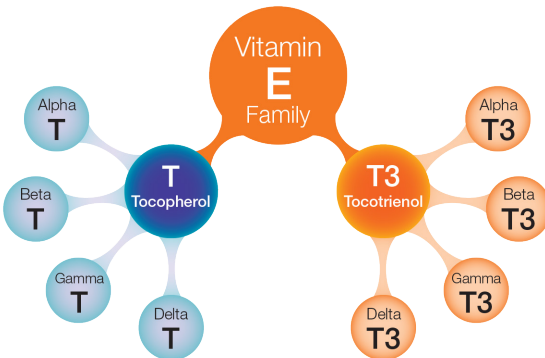 Vitamin
E
Family
T
Tocopherol
Alpha
T
Beta
T
Gamma
T
Delta
T
T3
Tocotrienol
Alpha
T3
Beta
T3
Gamma
T3
Delta
T3